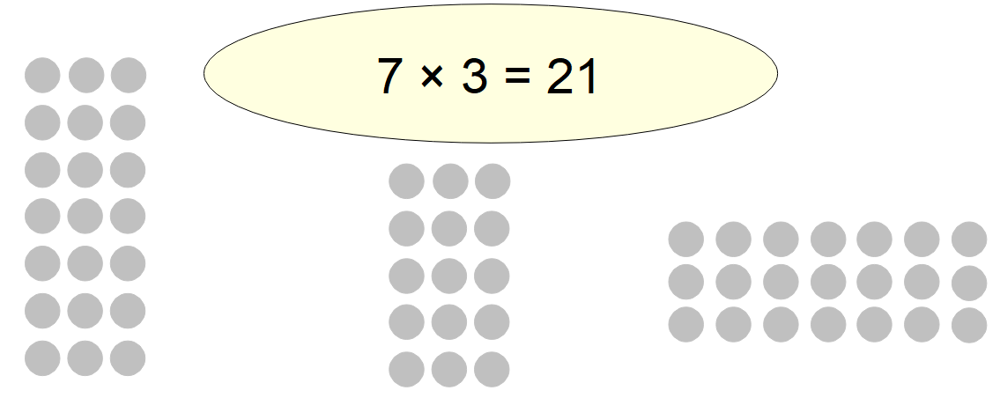 7 × 3 = 21